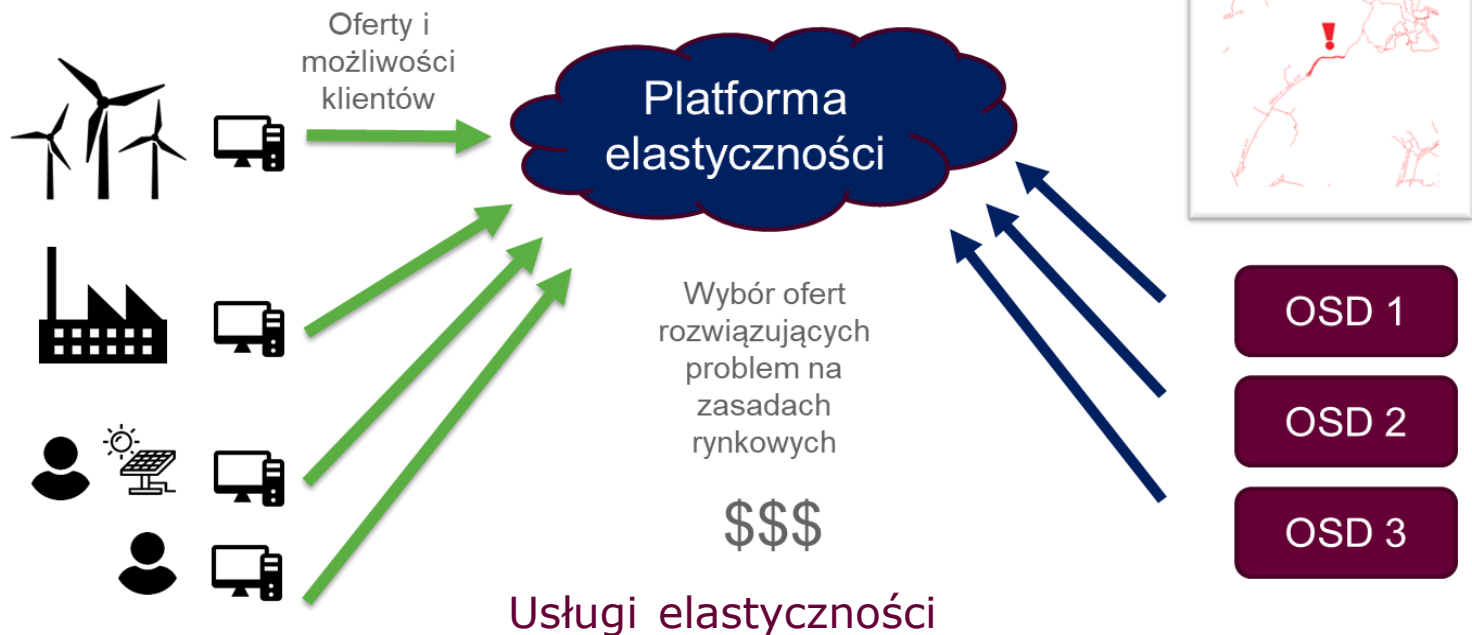 Oferty i
możliwości
klientów
Platforma
elastyczności
Wybór ofert
rozwiązujących
problem na
zasadach
rynkowych
$$$
OSD 1
OSD 2
OSD 3
Usługi elastyczności